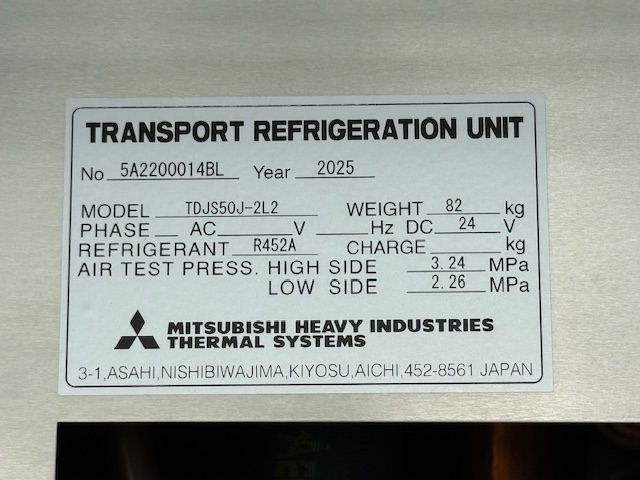 TRANSPORT REFRIGERATION UNIT
No 5A2200014BL Year 2025
MODEL TDJS50J-2L2 WEIGHT 82 kg
PHASE AC V Hz DC 24 V
REFRIGERANT R452A CHARGE kg
AIR TEST PRESS. HIGH SIDE 3.24 MPa
LOW SIDE 2.26 MPa
MITSUBISHI HEAVY INDUSTRIES
THERMAL SYSTEMS
3-1,ASAHI,NISHIBIWAJIMA,KIYOSU,AICHI,452-8561 JAPAN